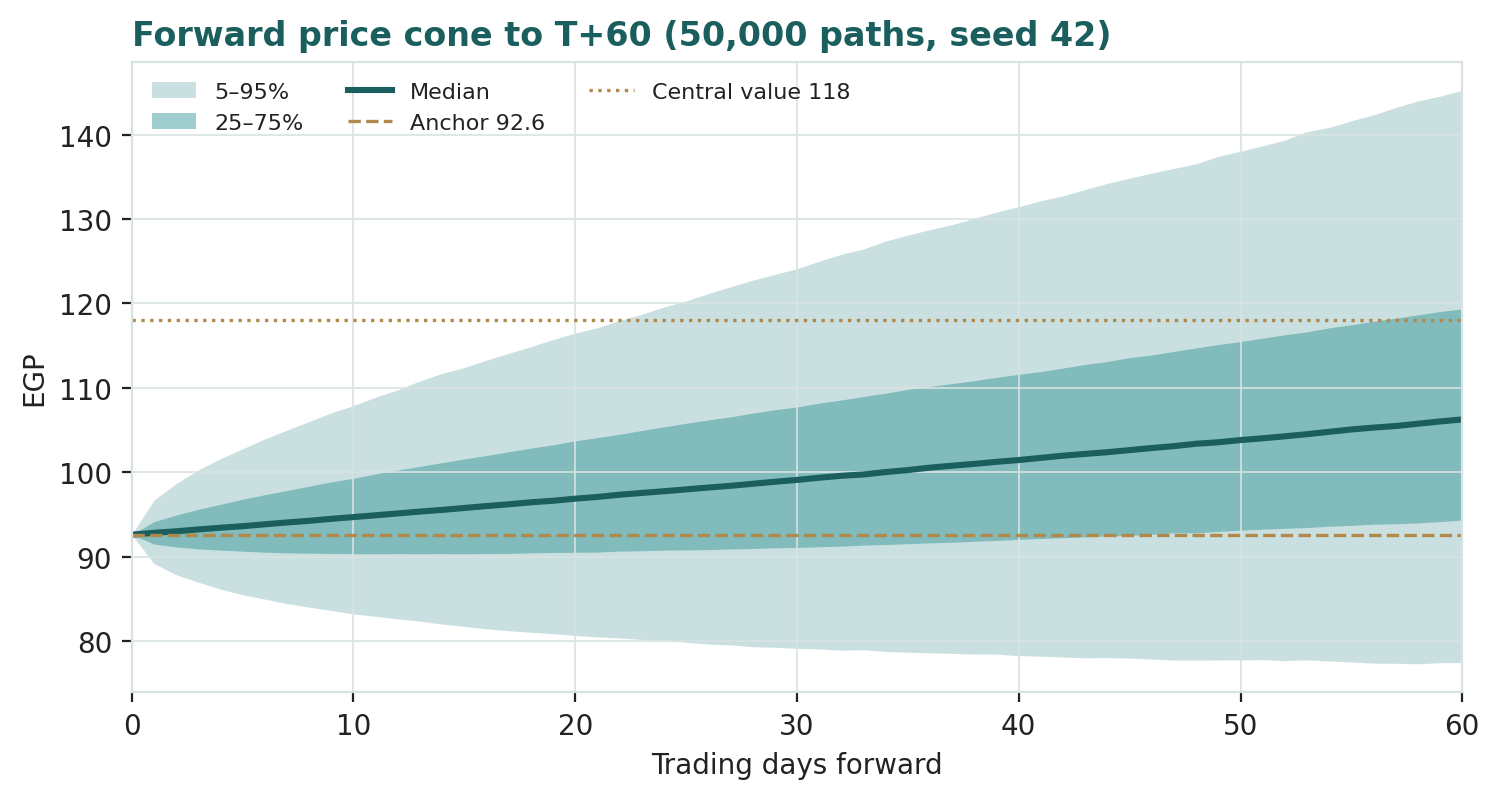 Forward price cone to T+60 (50,000 paths, seed 42)
5–95%
25–75%
Median
Anchor 92.6
Central value 118
EGP
140
130
120
110
100
90
80
0 10 20 30 40 50 60
Trading days forward